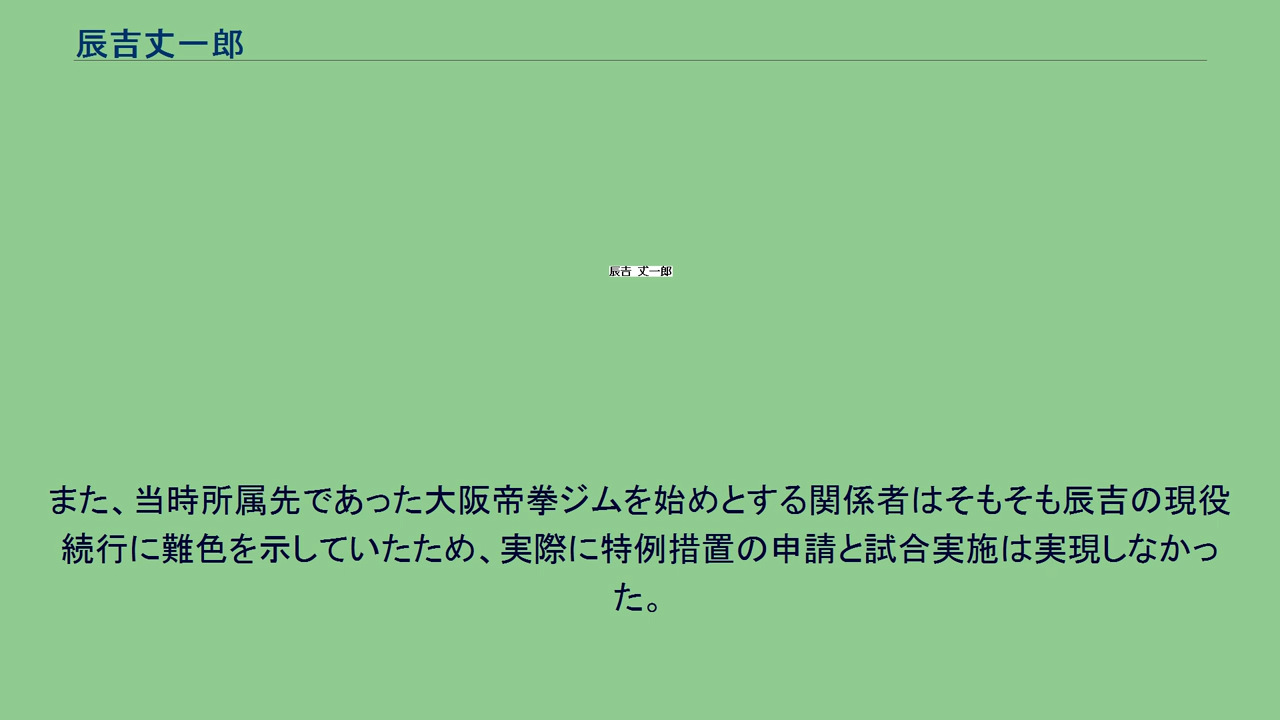 辰吉丈一郎
辰吉 丈一郎
また、当時所属先であった大阪帝拳ジムを始めとする関係者はそもそも辰吉の現役
続行に難色を示していたため、実際に特例措置の申請と試合実施は実現しなかっ
た。